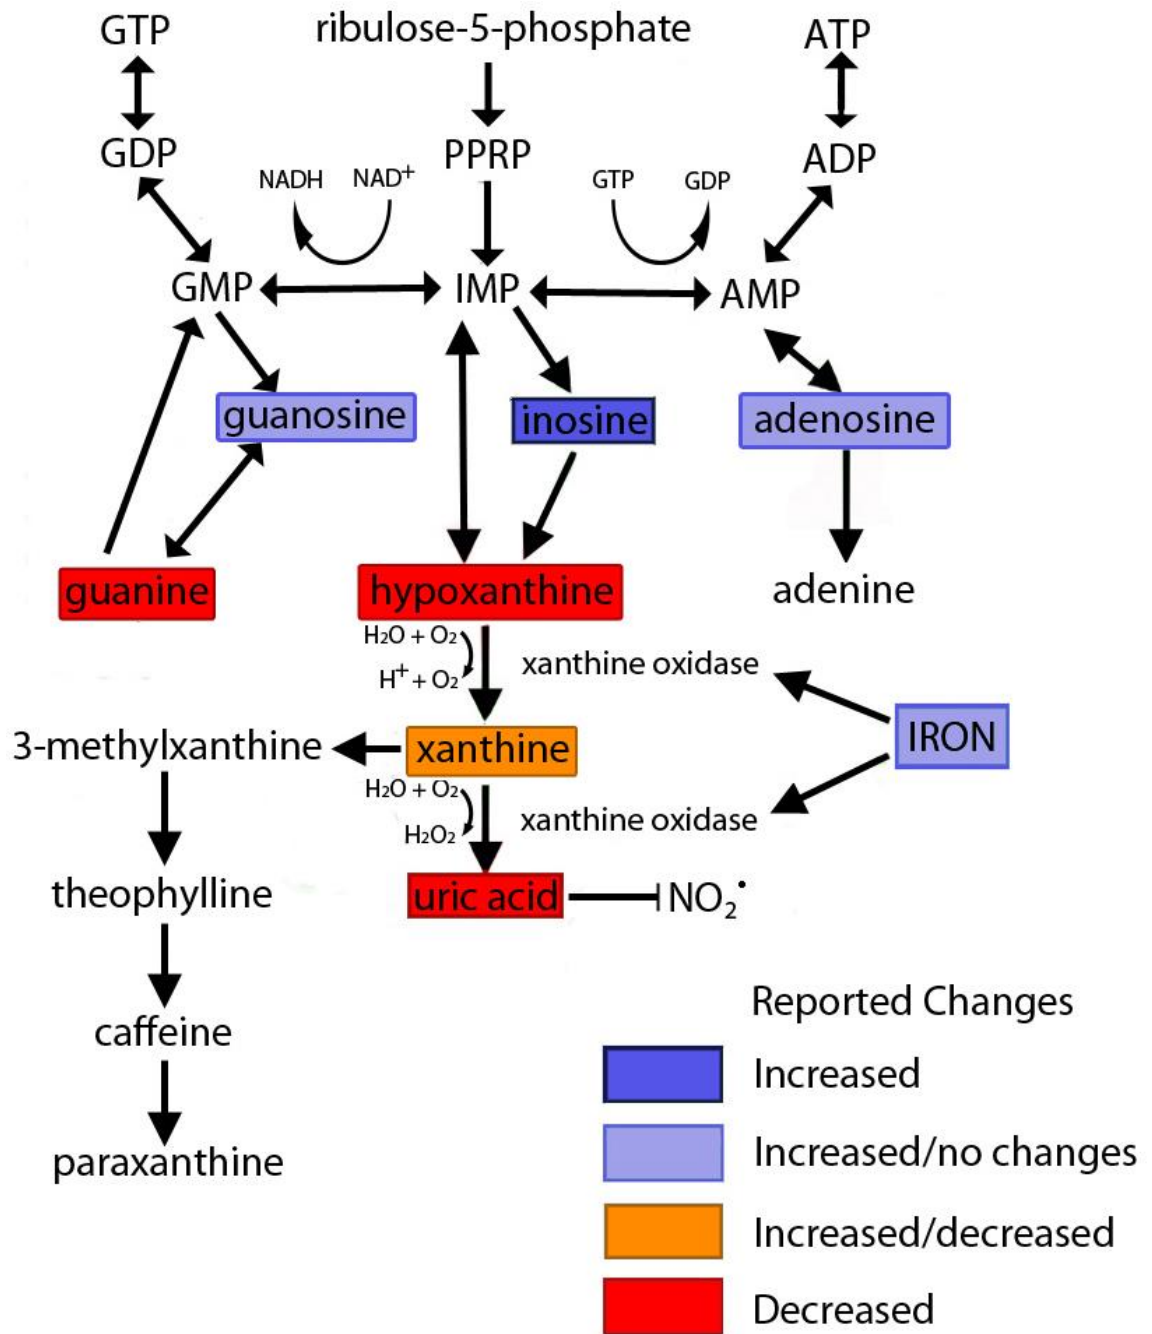 GTP
ribulose-5-phosphate
ATP
GDP
PPRP
ADP
NADH
NAD+
GTP
GDP
GMP
IMP
AMP
guanosine
inosine
adenosine
guanine
hypoxanthine
adenine
H2O + O2
H+ + O2
xanthine oxidase
3-methylxanthine
xanthine
IRON
H2O + O2
H2O2
xanthine oxidase
theophylline
uric acid
NO2•
caffeine
paraxanthine
Reported Changes
Increased
Increased/no changes
Increased/decreased
Decreased